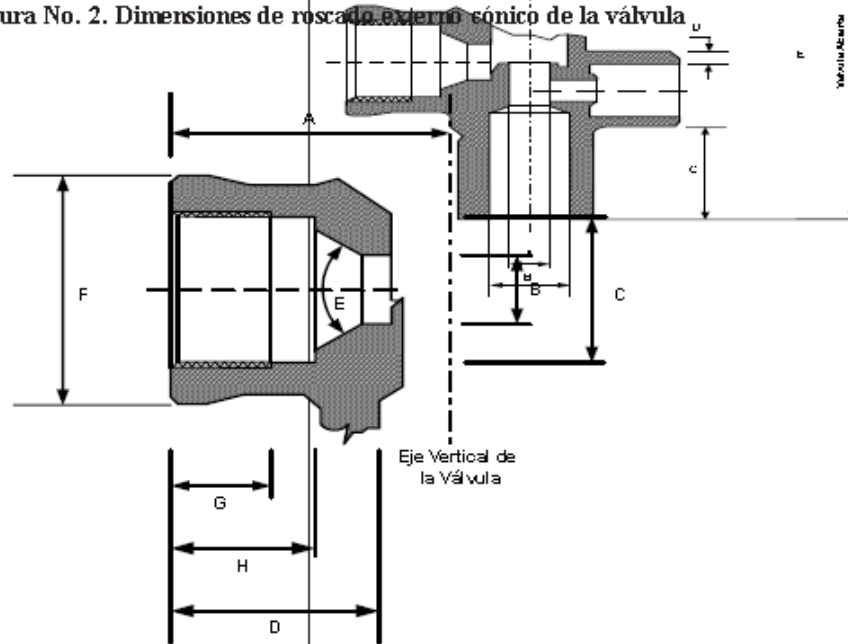 ura No. 2. Dimensiones de roscado externo cónico de la válvula
A
F
E
B
C
Eje Vertical de
la Válvula
G
H
D